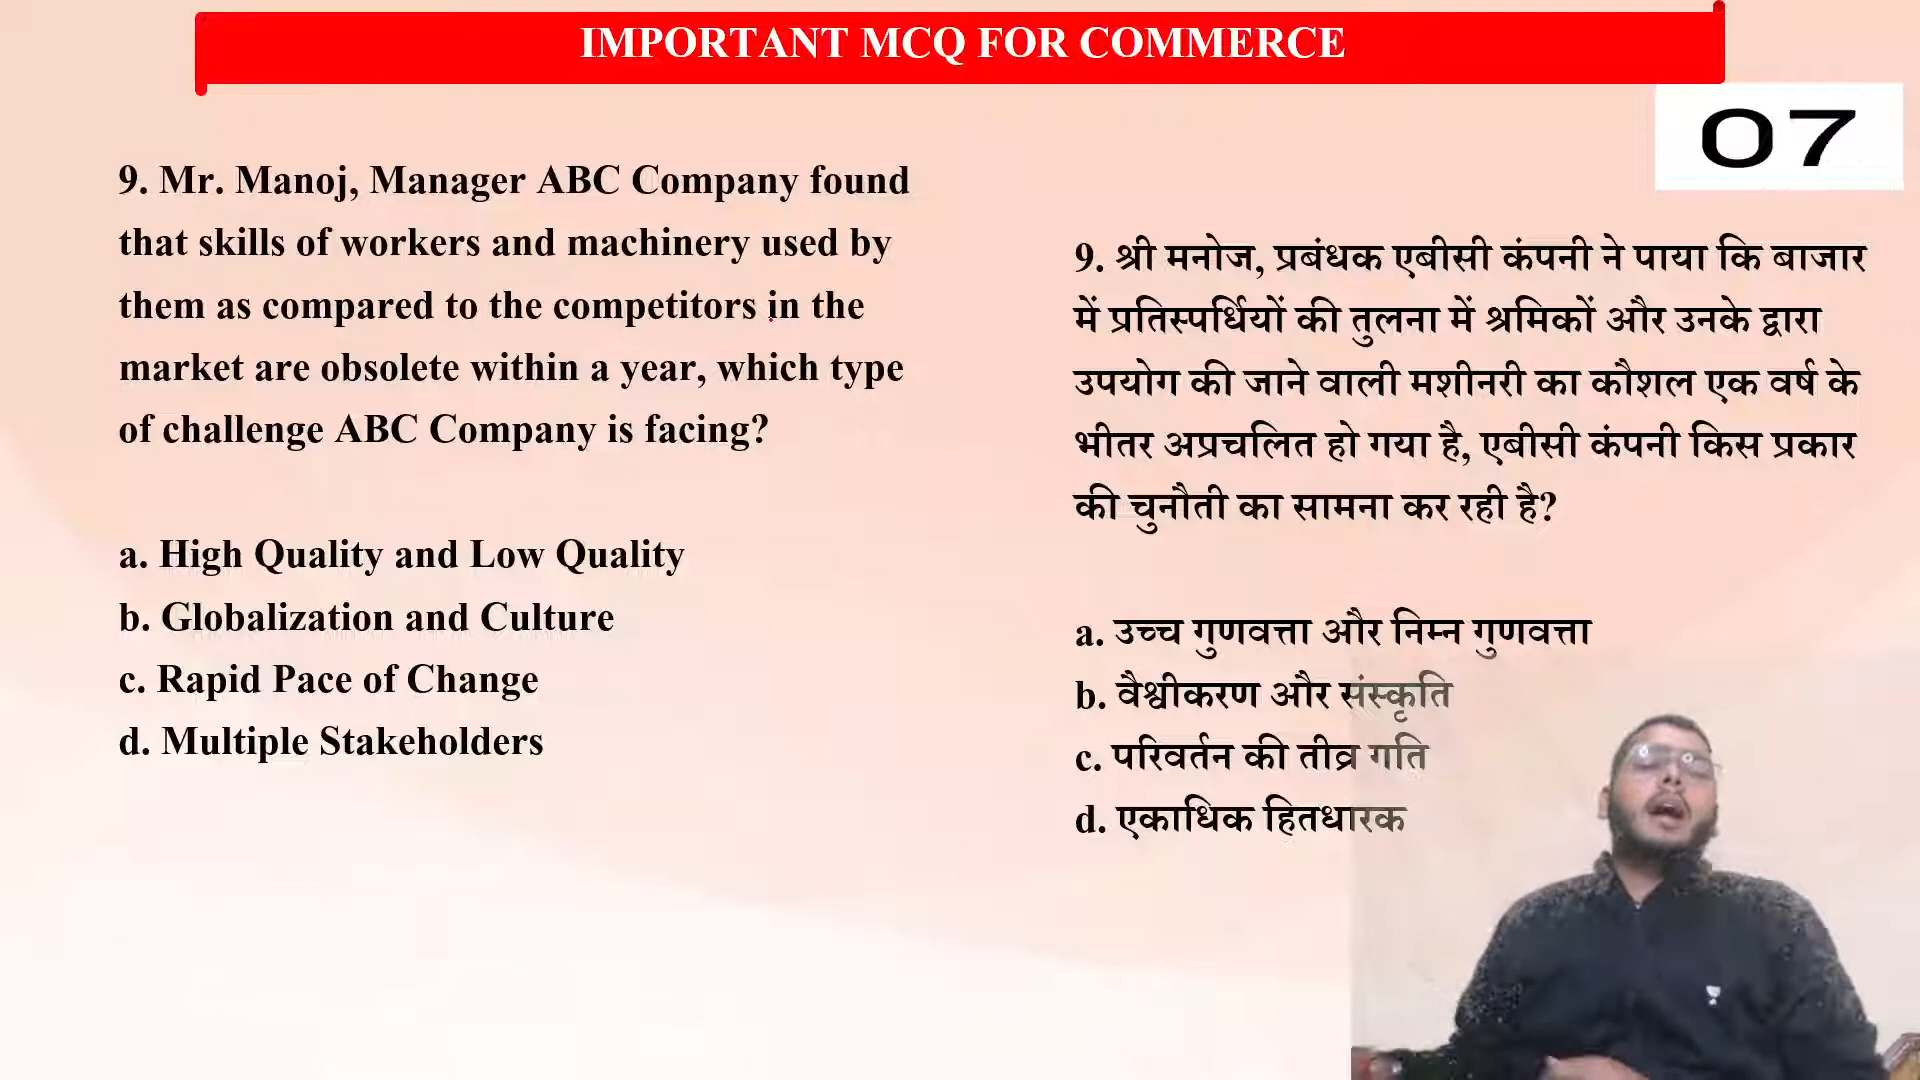 IMPORTANT MCQ FOR COMMERCE
07
9. Mr. Manoj, Manager ABC Company found
that skills of workers and machinery used by
them as compared to the competitors in the
market are obsolete within a year, which type
of challenge ABC Company is facing?
a. High Quality and Low Quality
b. Globalization and Culture
c. Rapid Pace of Change
d. Multiple Stakeholders
9. श्री मनोज, प्रबंधक एबीसी कंपनी ने पाया कि बाजार
में प्रतिस्पर्धियों की तुलना में श्रमिकों और उनके द्वारा
उपयोग की जाने वाली मशीनरी का कौशल एक वर्ष के
भीतर अप्रचलित हो गया है, एबीसी कंपनी किस प्रकार
की चुनौती का सामना कर रही है?
a. उच्च गुणवत्ता और निम्न गुणवत्ता
b. वैश्वीकरण और संस्कृति
c. परिवर्तन की तीव्र गति
d. एकाधिक हितधारक